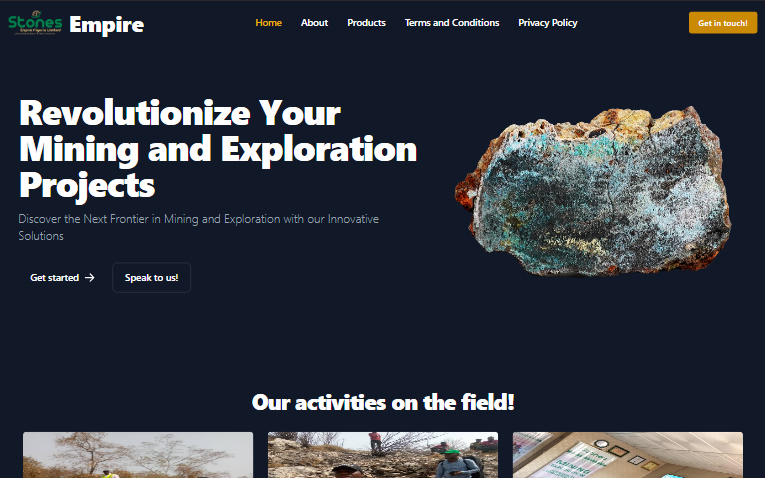 Stones
Empire
Home
About
Products
Terms and Conditions
Privacy Policy
Get in touch!
Revolutionize Your
Mining and Exploration
Projects
Discover the Next Frontier in Mining and Exploration with our Innovative
Solutions
Get started →
Speak to us!
Our activities on the field!
MINING